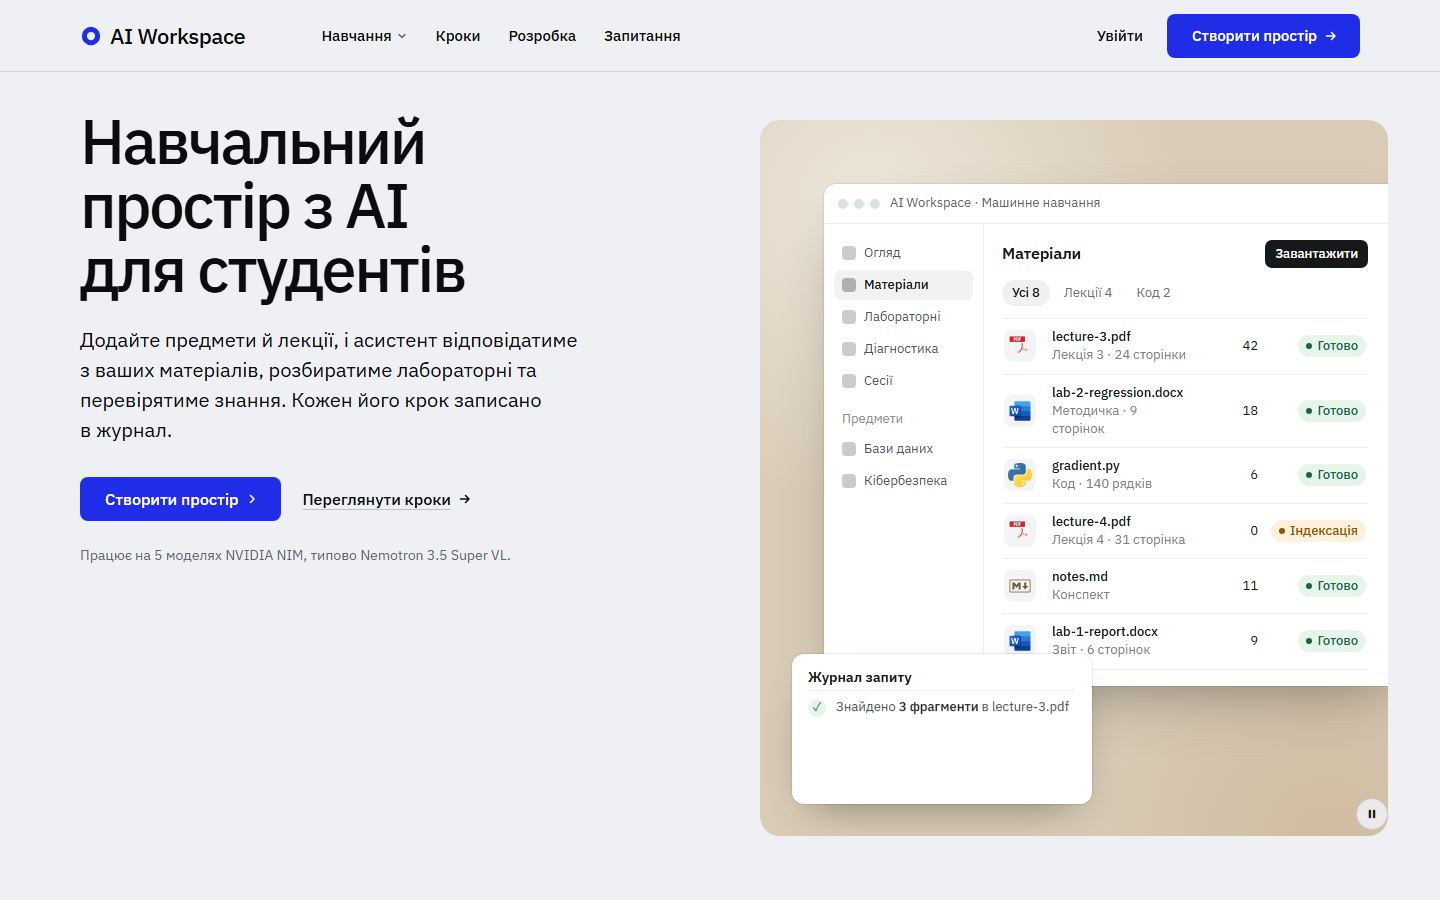 AI Workspace
Навчання
Кроки
Розробка
Запитання
Увійти
Створити простір →
Навчальний
простір з AI
для студентів
Додайте предмети й лекції, і асистент відповідатиме
з ваших матеріалів, розбиратиме лабораторні та
перевірятиме знання. Кожен його крок записано
в журнал.
Створити простір
Переглянути кроки →
Працює на 5 моделях NVIDIA NIM, типово Nemotron 3.5 Super VL.
AI Workspace · Машинне навчання
Огляд
Матеріали
Лабораторні
Діагностика
Сесії
Предмети
Бази даних
Кібербезпека
Матеріали
Завантажити
Усі 8
Лекції 4
Код 2
PDF
lecture-3.pdf
42
Готово
Лекція 3 · 24 сторінки
W
lab-2-regression.docx
Методичка · 9
сторінок
18
Готово
gradient.py
6
Готово
Код · 140 рядків
PDF
lecture-4.pdf
0
Індексація
Лекція 4 · 31 сторінка
M
notes.md
11
Готово
Конспект
W
lab-1-report.docx
9
Готово
Звіт · 6 сторінок
Журнал запиту
Знайдено 3 фрагменти в lecture-3.pdf